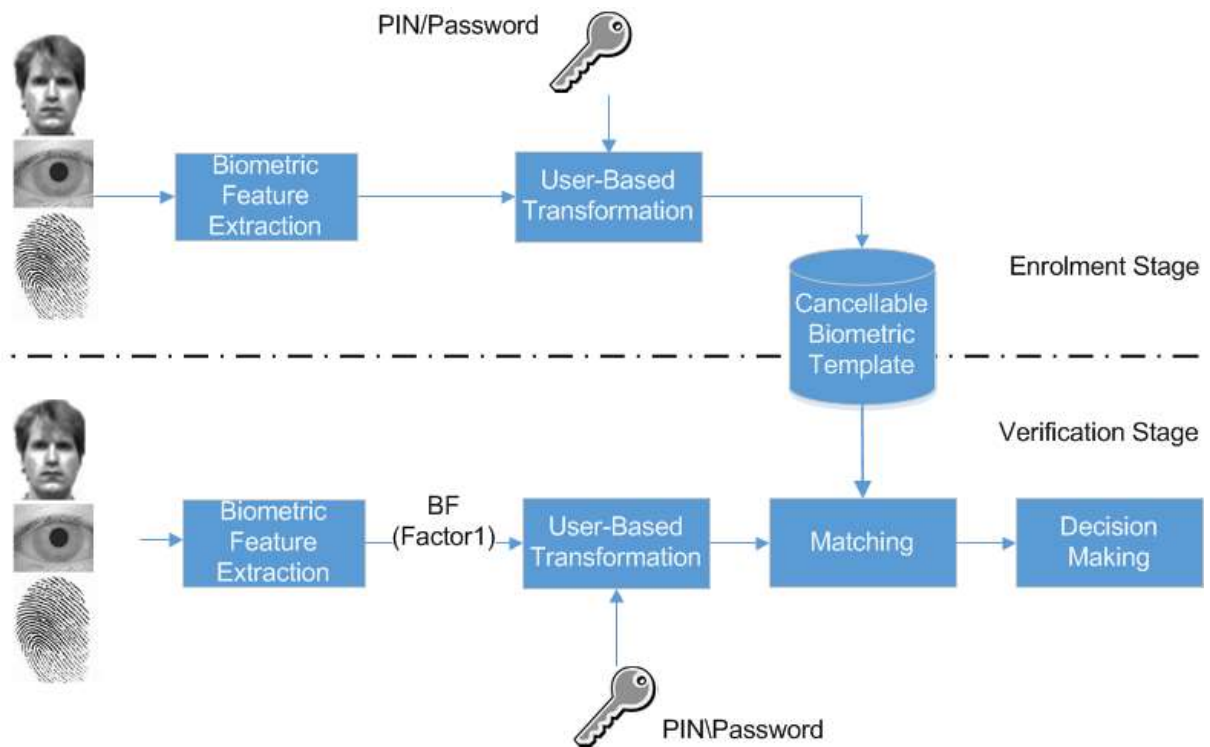 PIN/Password
Biometric
Feature
Extraction
User-Based
Transformation
Enrolment Stage
Cancellable
Biometric
Template
Verification Stage
Biometric
Feature
Extraction
BF
(Factor1)
User-Based
Transformation
Matching
Decision
Making
PIN\Password